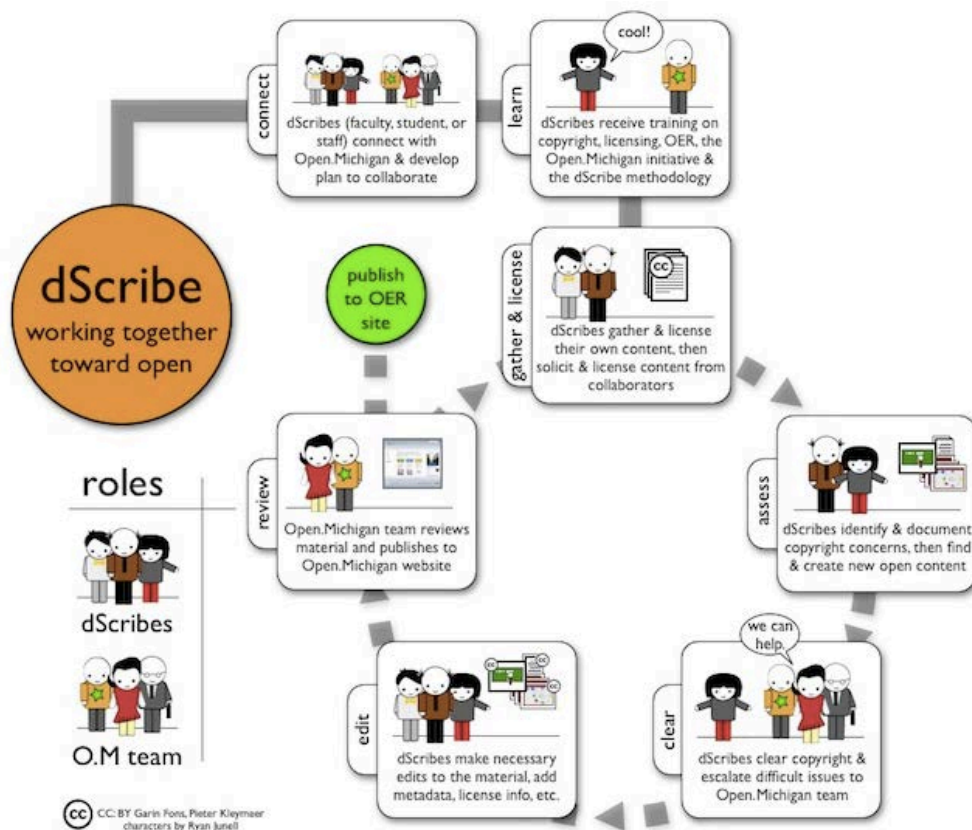 dScribe
working together
toward open
connect
dScribes (faculty, student, or
staff) connect with
Open.Michigan & develop
plan to collaborate
learn
cool!
dScribes receive training on
copyright, licensing, OER, the
Open.Michigan initiative &
the dScribe methodology
gather & license
CC
dScribes gather & license
their own content, then
solicit & license content from
collaborators
assess
dScribes identify & document
copyright concerns, then find
& create new open content
clear
we can
help.
dScribes clear copyright &
escalate difficult issues to
Open.Michigan team
edit
CC
CC
CC
dScribes make necessary
edits to the material, add
metadata, license info, etc.
review
Open.Michigan team reviews
material and publishes to
Open.Michigan website
publish
to OER
site
roles
dScribes
O.M team
CC
CC: BY Garin Fons, Pieter Kleymeer
characters by Ryan Junell